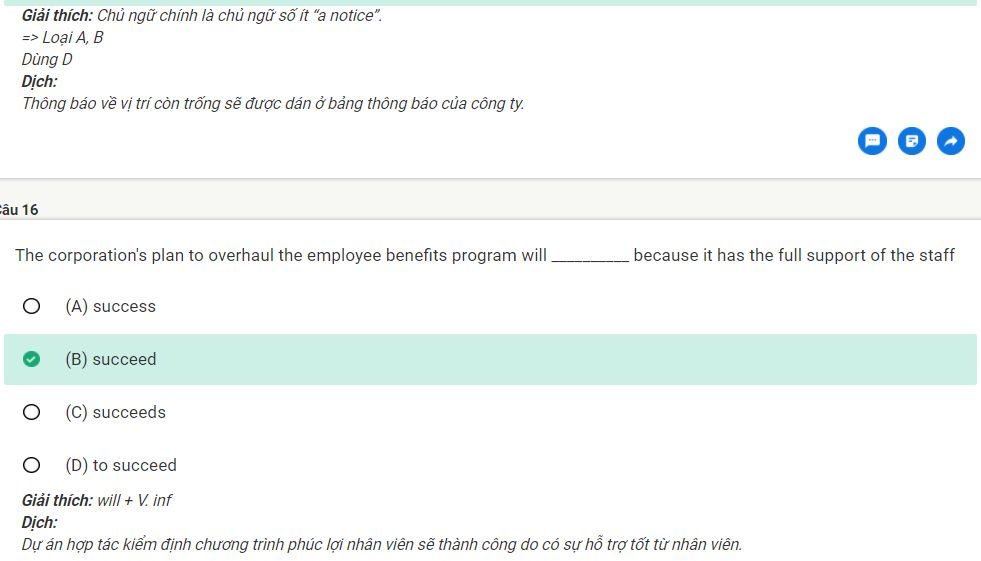 Giải thích: Chủ ngữ chính là chủ ngữ số ít “a notice”.
=> Loại A, B
Dùng D
Dịch:
Thông báo về vị trí còn trống sẽ được dán ở bảng thông báo của công ty.
Câu 16
The corporation's plan to overhaul the employee benefits program will __________ because it has the full support of the staff
(A) success
(B) succeed
(C) succeeds
(D) to succeed
Giải thích: will + V. inf
Dịch:
Dự án hợp tác kiểm định chương trình phúc lợi nhân viên sẽ thành công do có sự hỗ trợ tốt từ nhân viên.